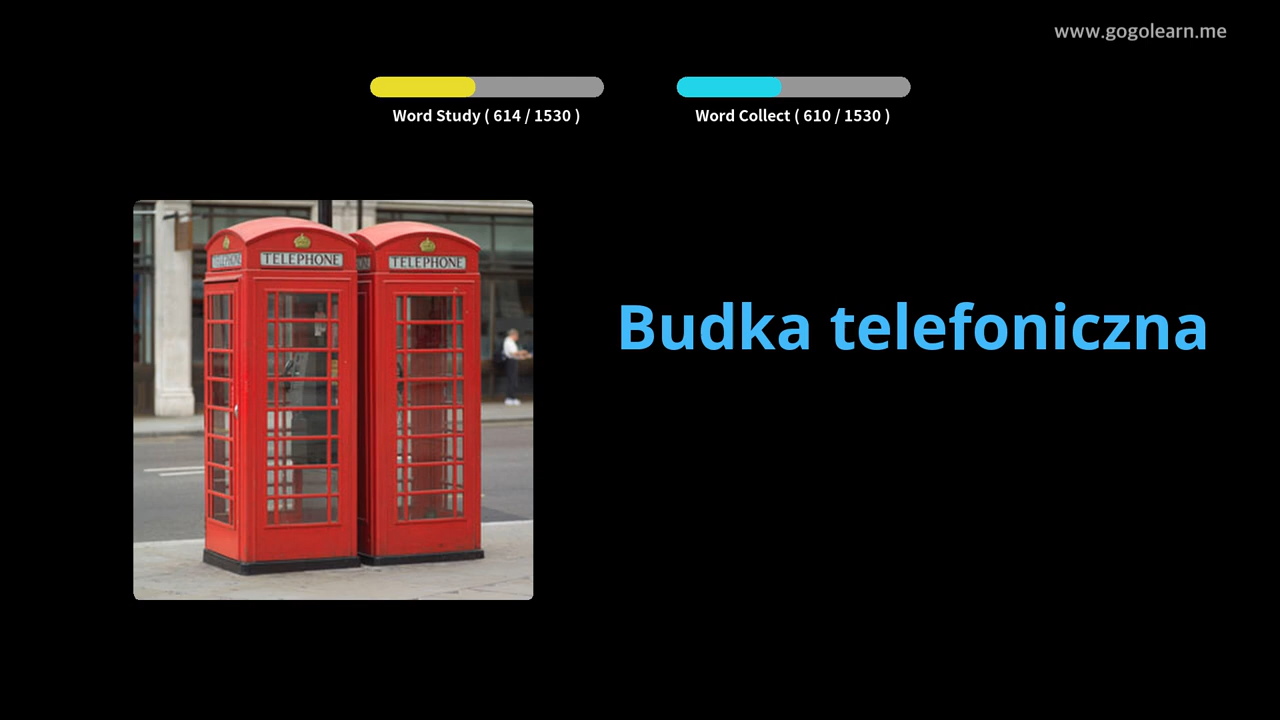 www.gogolearn.me
Word Study ( 614 / 1530 )
Word Collect ( 610 / 1530 )
TELEPHONE
TELEPHONE
Budka telefoniczna